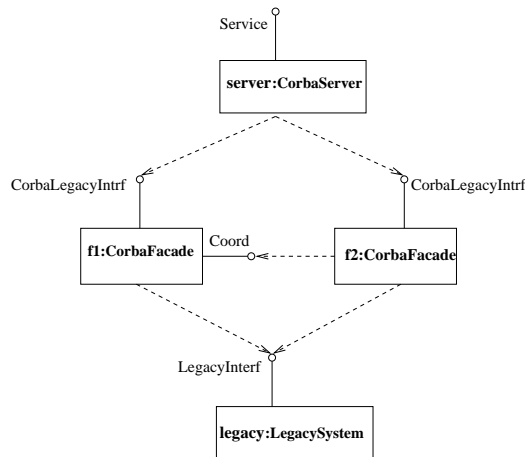 Service
server:CorbaServer
CorbaLegacyIntrf
CorbaLegacyIntrf
f1:CorbaFacade
Coord
f2:CorbaFacade
LegacyInterf
legacy:LegacySystem